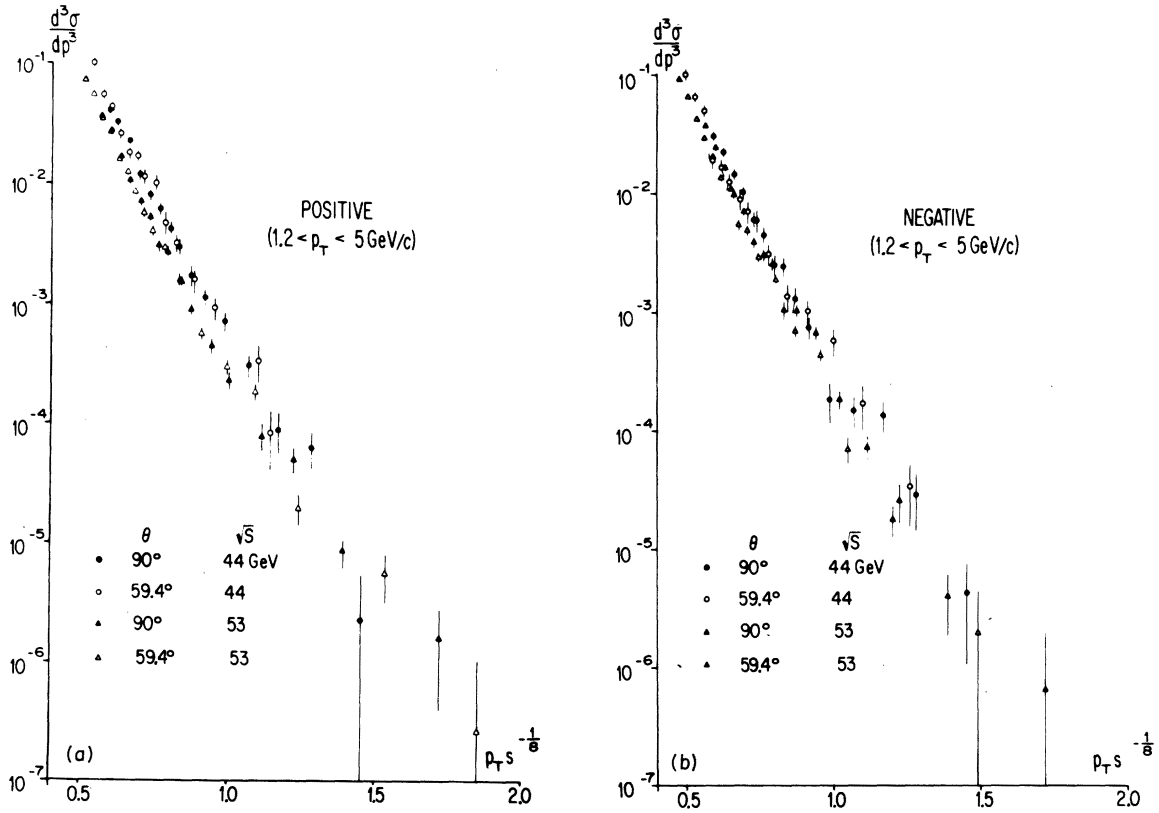 d³σ
dp³
10⁻¹
10⁻²
10⁻³
10⁻⁴
10⁻⁵
10⁻⁶
10⁻⁷
POSITIVE
(1.2 < p_T < 5 GeV/c)
θ √S
90° 44 GeV
59.4° 44
90° 53
59.4° 53
(a)
p_T s^{-1/8}
0.5 1.0 1.5 2.0
d³σ
dp³
10⁻¹
10⁻²
10⁻³
10⁻⁴
10⁻⁵
10⁻⁶
10⁻⁷
NEGATIVE
(1.2 < p_T < 5 GeV/c)
θ √S
90° 44 GeV
59.4° 44
90° 53
59.4° 53
(b)
p_T s^{-1/8}
0.5 1.0 1.5 2.0